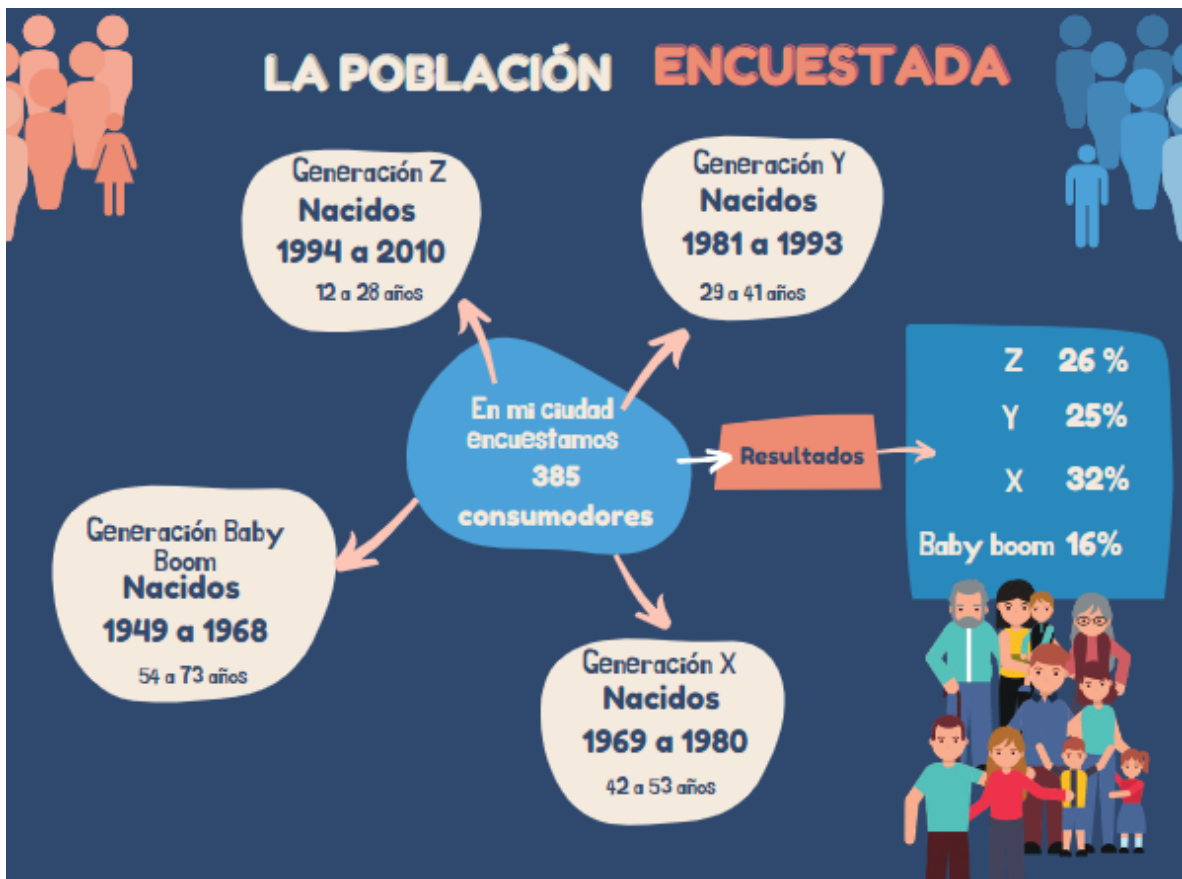 LA POBLACIÓN ENCUESTADA
Generación Z
Nacidos
1994 a 2010
12 a 28 años
Generación Y
Nacidos
1981 a 1993
29 a 41 años
En mi ciudad
encuestamos
385
consumodores
Resultados
Z 26 %
Y 25%
X 32%
Baby boom 16%
Generación Baby
Boom
Nacidos
1949 a 1968
54 a 73 años
Generación X
Nacidos
1969 a 1980
42 a 53 años